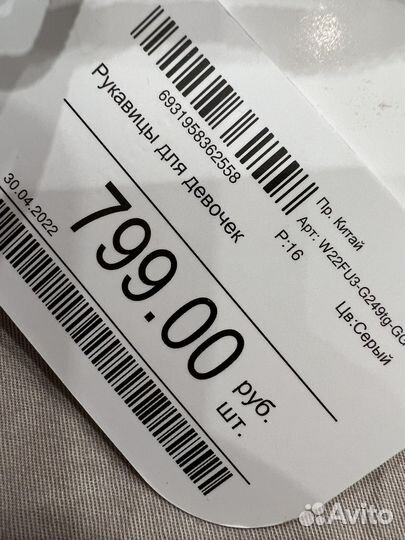 6931958362558
Пр. Китай
Арт: W22FU3-G249tg-
Р:16
Цв:Серый
Рукавицы для девочек
799.00 руб.
шт.
30.04.2022
Avito